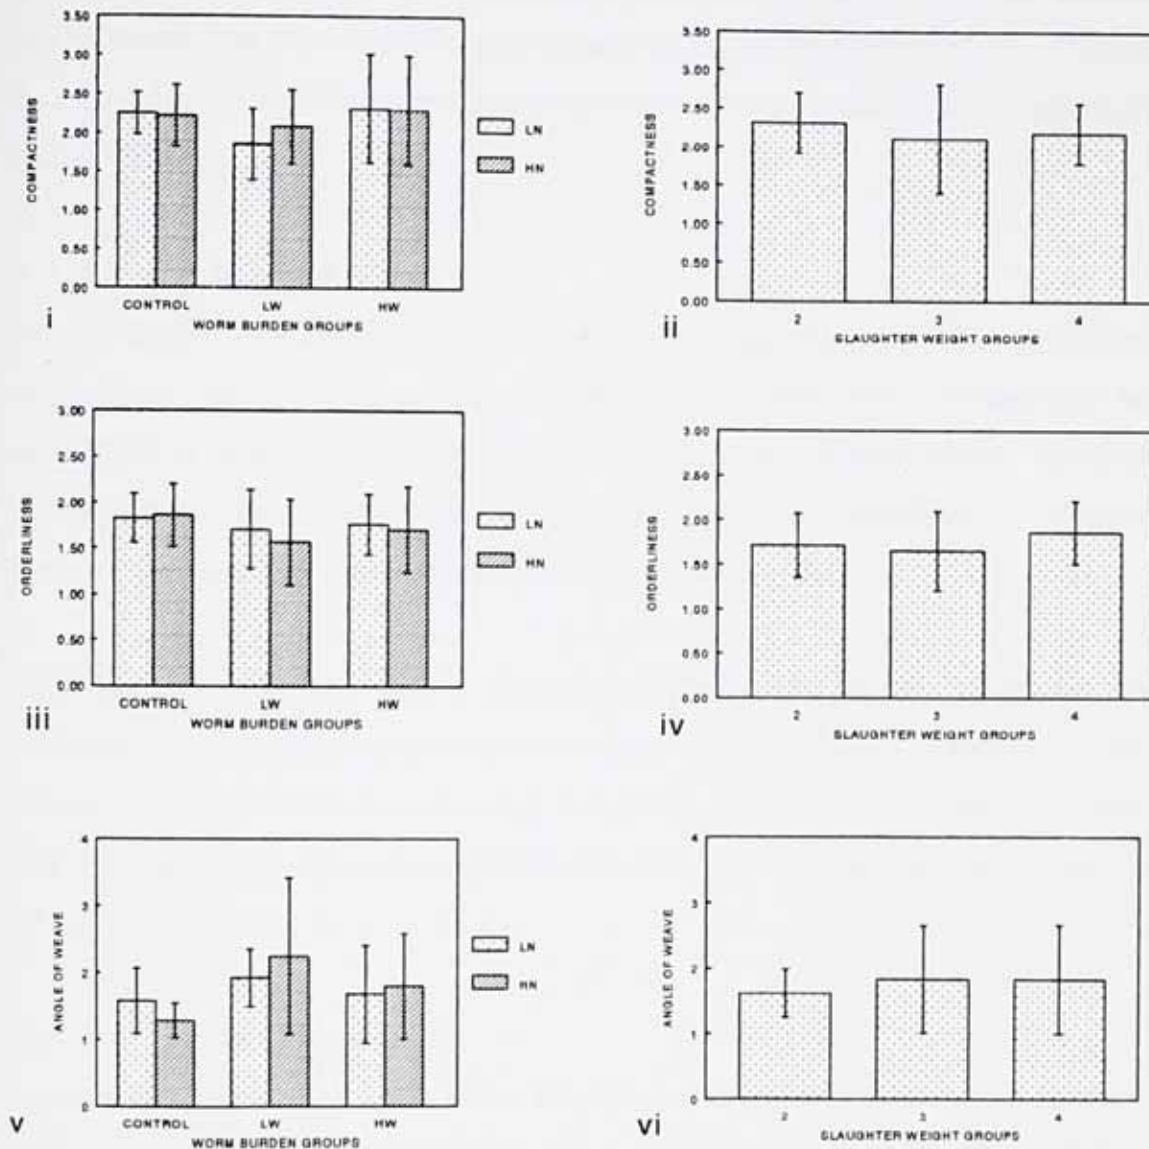 3.50
3.00
2.50
2.00
1.50
1.00
0.50
0.00
COMPACTNESS
CONTROL LW HW
WORM BURDEN GROUPS
LN
HN
i
3.50
3.00
2.50
2.00
1.50
1.00
0.50
0.00
COMPACTNESS
2 3 4
SLAUGHTER WEIGHT GROUPS
ii
3.00
2.50
2.00
1.50
1.00
0.50
0.00
ORDERLINESS
CONTROL LW HW
WORM BURDEN GROUPS
LN
HN
iii
3.00
2.50
2.00
1.50
1.00
0.50
0.00
ORDERLINESS
2 3 4
SLAUGHTER WEIGHT GROUPS
iv
4
3
2
1
0
ANGLE OF WEAVE
CONTROL LW HW
WORM BURDEN GROUPS
LN
HN
v
4
3
2
1
0
ANGLE OF WEAVE
2 3 4
SLAUGHTER WEIGHT GROUPS
vi